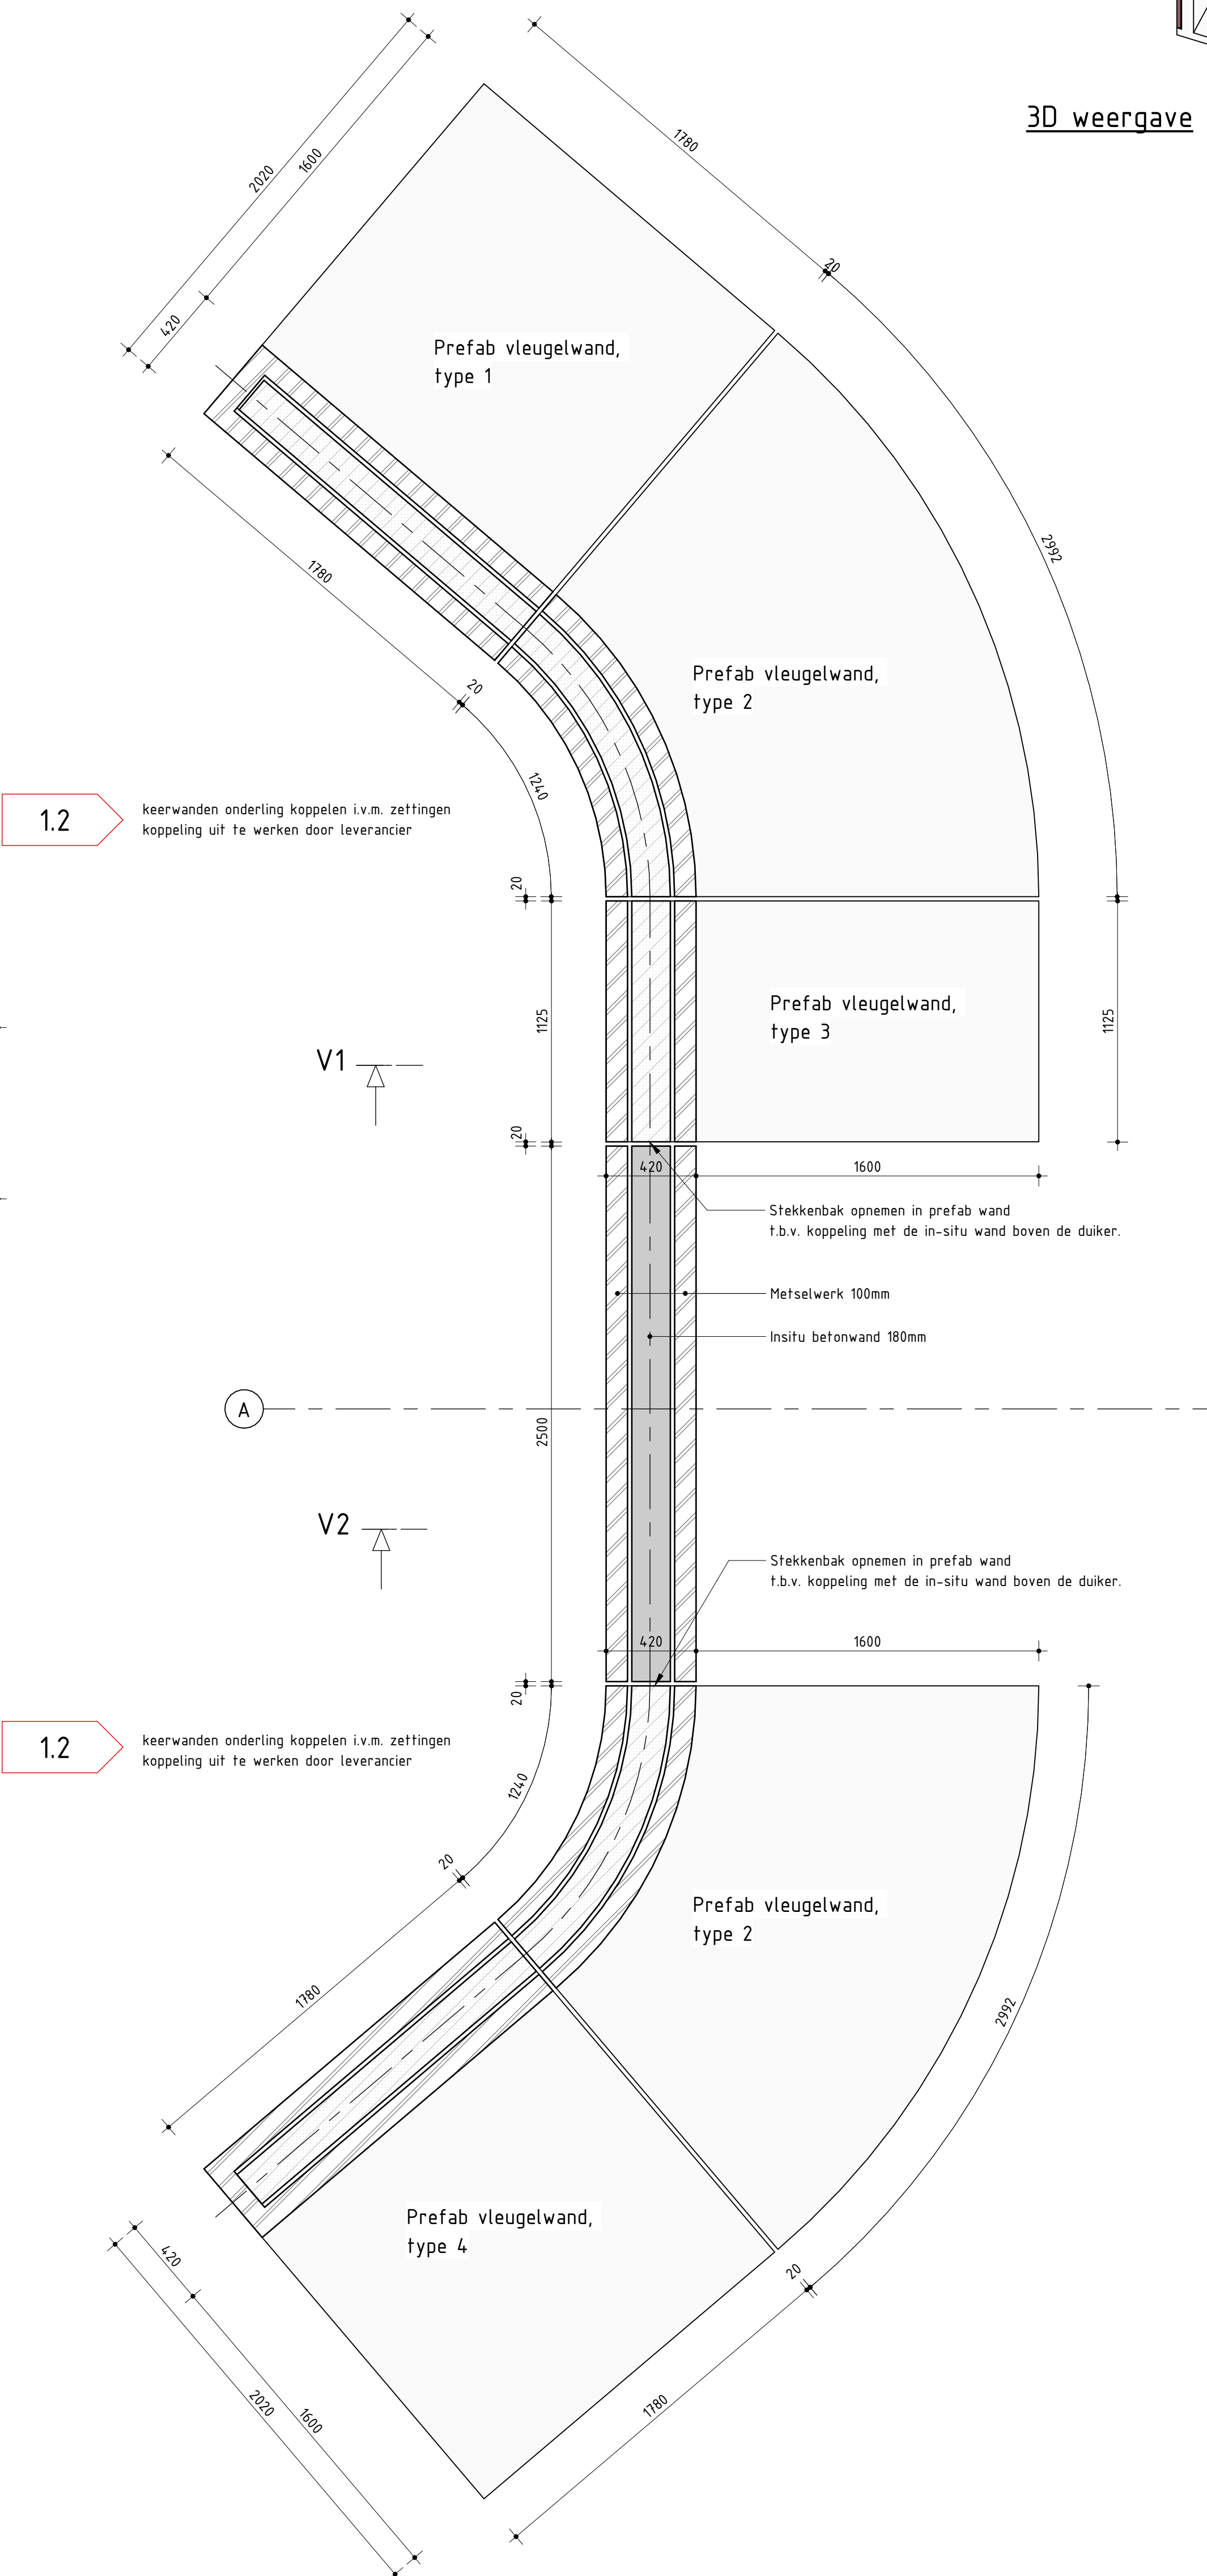 3D weergave
2020
1600
420
1780
20
Prefab vleugelwand,
type 1
2992
1780
20
Prefab vleugelwand,
type 2
1240
1.2
keerwanden onderling koppelen i.v.m. zettingen
koppeling uit te werken door leverancier
20
Prefab vleugelwand,
type 3
1125
1125
V1
20
420
1600
Stekkenbak opnemen in prefab wand
t.b.v. koppeling met de in-situ wand boven de duiker.
Metselwerk 100mm
Insitu betonwand 180mm
A
2500
V2
Stekkenbak opnemen in prefab wand
t.b.v. koppeling met de in-situ wand boven de duiker.
420
1600
20
1.2
keerwanden onderling koppelen i.v.m. zettingen
koppeling uit te werken door leverancier
1240
20
Prefab vleugelwand,
type 2
1780
2992
Prefab vleugelwand,
type 4
420
20
2020
1600
1780